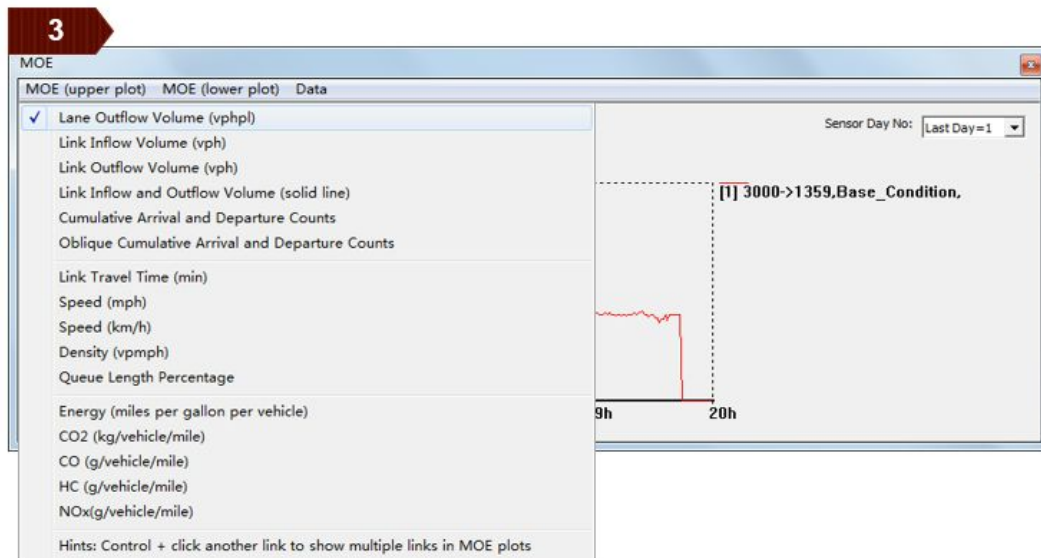 3
MOE
MOE (upper plot) MOE (lower plot) Data
✓ Lane Outflow Volume (vphpl)
Link Inflow Volume (vph)
Link Outflow Volume (vph)
Link Inflow and Outflow Volume (solid line)
Cumulative Arrival and Departure Counts
Oblique Cumulative Arrival and Departure Counts
Link Travel Time (min)
Speed (mph)
Speed (km/h)
Density (vpmph)
Queue Length Percentage
Energy (miles per gallon per vehicle)
CO2 (kg/vehicle/mile)
CO (g/vehicle/mile)
HC (g/vehicle/mile)
NOx(g/vehicle/mile)
Hints: Control + click another link to show multiple links in MOE plots
Sensor Day No: Last Day=1
[1] 3000->1359,Base_Condition,
9h 20h